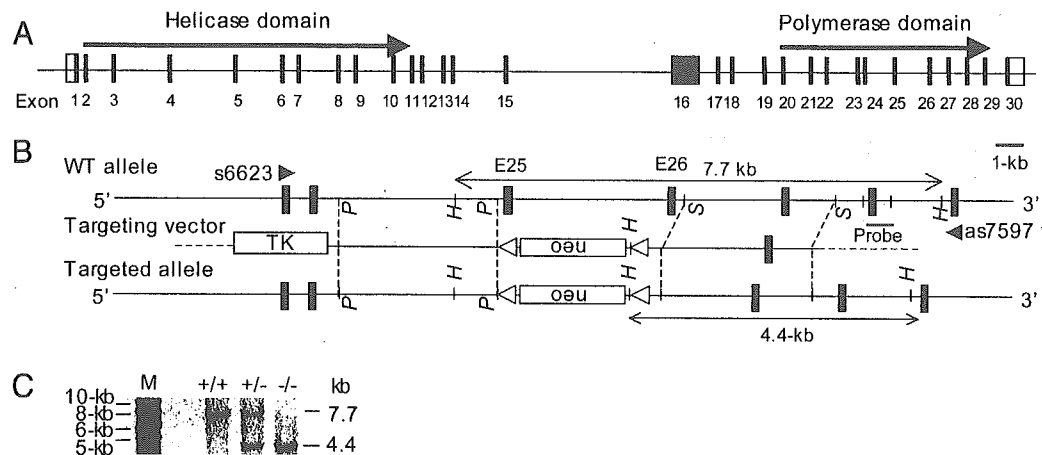 A
Helicase domain
Polymerase domain
Exon 1 2 3 4 5 6 7 8 9 10 11 12 13 14 15 16 17 18 19 20 21 22 23 24 25 26 27 28 29 30
B
WT allele
s6623
E25
E26
7.7 kb
1-kb
5' P H P S S H 3'
Targeting vector
TK
neo
H
Probe
as7597
Targeted allele
5' P H P neo H H 3'
4.4-kb
C
M +/+ +/- -/- kb
10-kb
8-kb
7.7
6-kb
5-kb
4.4